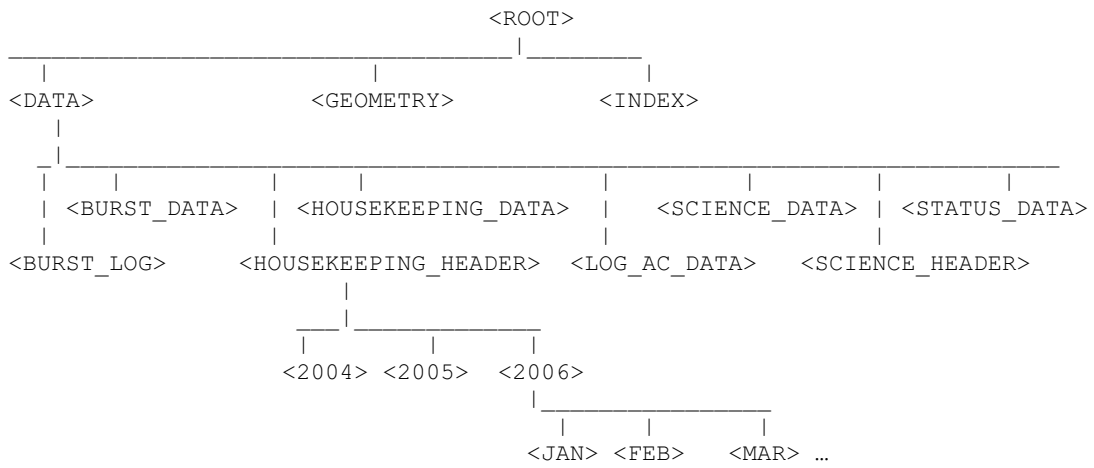 <ROOT>
<DATA> <GEOMETRY> <INDEX>
<BURST_DATA> <HOUSEKEEPING_DATA> <SCIENCE_DATA> <STATUS_DATA>
<BURST_LOG> <HOUSEKEEPING_HEADER> <LOG_AC_DATA> <SCIENCE_HEADER>
<2004> <2005> <2006>
<JAN> <FEB> <MAR> …